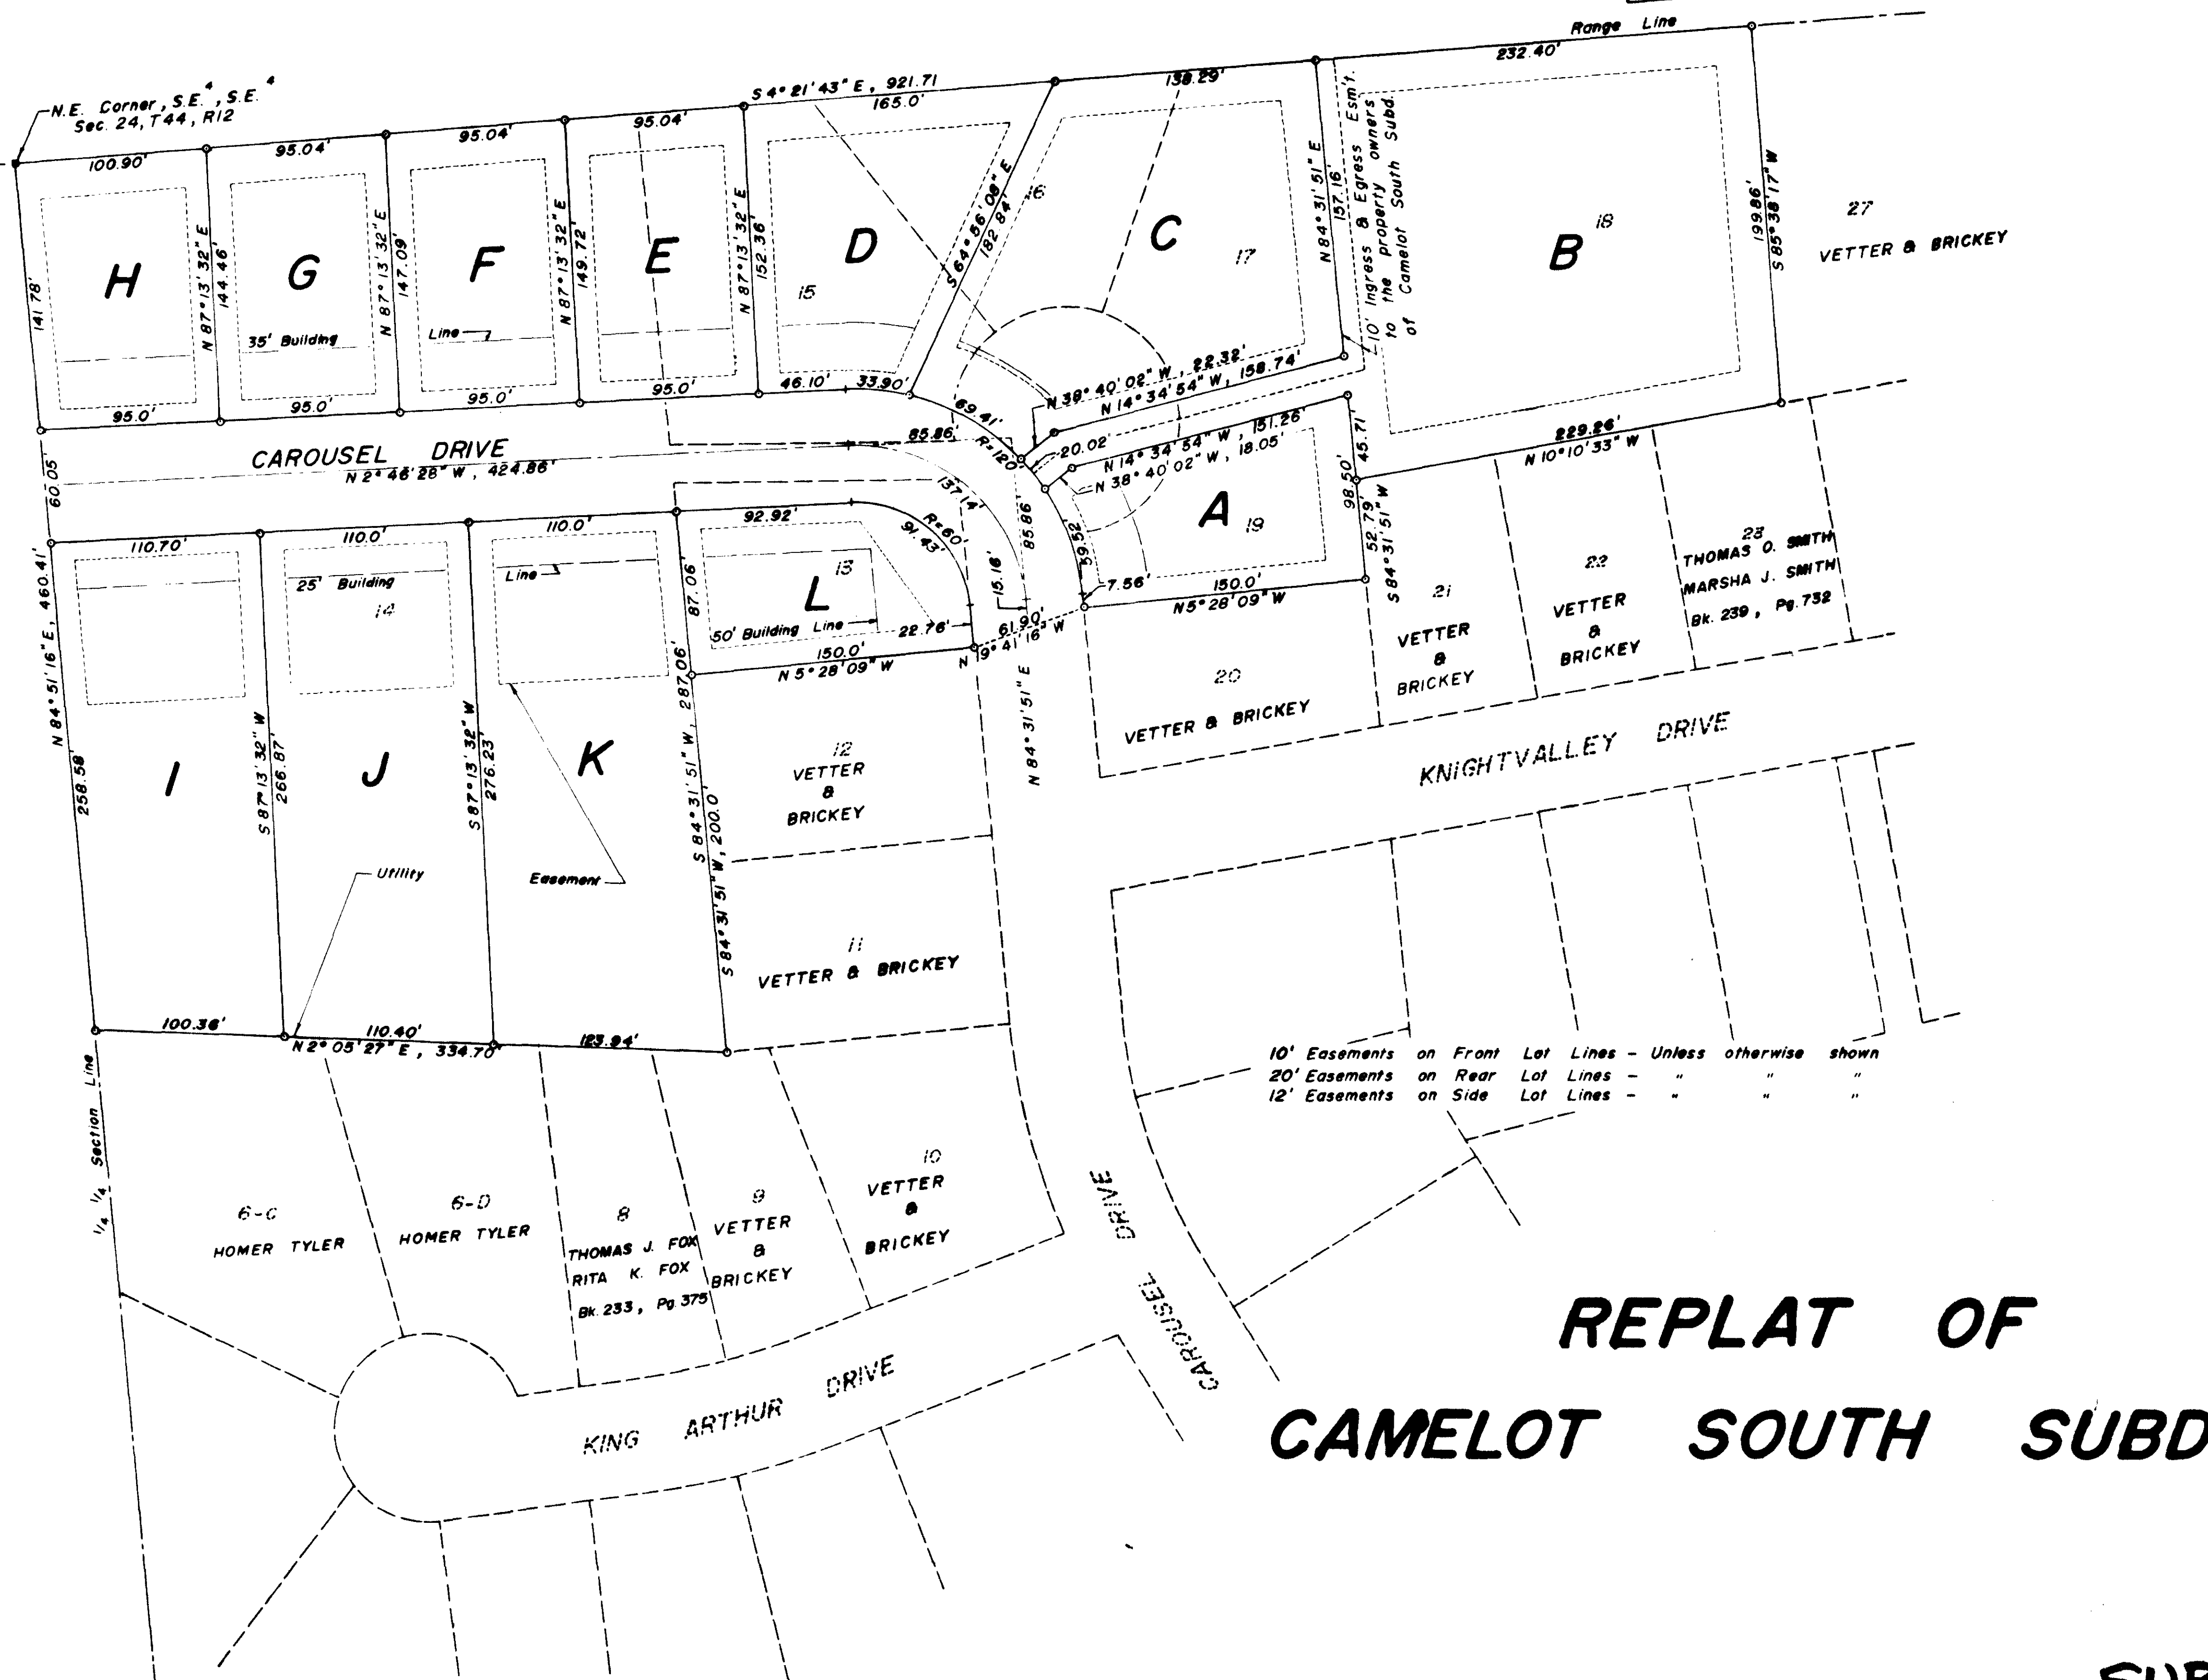 Range Line
232.40'
N.E. Corner, S.E. 4, S.E. 4
Sec. 24, T44, R12
S 4° 21' 43" E, 921.71
100.90'
95.04'
95.04'
95.04'
165.0'
138.29'
141.78'
N 87° 13' 32" E
144.46'
N 87° 13' 32" E
147.09'
N 87° 13' 32" E
149.72'
N 87° 13' 32" E
152.36'
S 64° 56' 08" E
182.84'
N 84° 31' 51" E
157.16'
10' Ingress & Egress Esm't.
to the property owners
of Camelot South Subd.
199.86'
S 85° 38' 17" W
H
G
F
E
D
15
16
C
17
B
18
27
VETTER & BRICKEY
35' Building
Line
95.0'
95.0'
95.0'
95.0'
46.10'
33.90'
69.41'
R=120'
85.86'
N 38° 40' 02" W, 22.32'
N 14° 34' 54" W, 158.74'
20.02'
N 14° 34' 54" W, 151.26'
N 38° 40' 02" W, 18.05'
CAROUSEL DRIVE
N 2° 46' 28" W, 424.86'
60.05'
137.14'
85.86'
15.16'
59.52'
7.56'
A
19
45.71'
98.50'
52.79'
S 84° 31' 51" W
150.0'
N 5° 28' 09" W
229.26'
N 10° 10' 33" W
110.70'
110.0'
110.0'
92.92'
R=60'
91.43'
25' Building
Line
14
L
13
50' Building Line
22.76'
87.06'
150.0'
N 5° 28' 09" W
61.90'
N 19° 41' 16" W
N 84° 31' 51" E
N 84° 51' 16" E, 460.41'
258.58'
I
S 87° 13' 32" W
266.87'
J
S 87° 13' 32" W
276.23'
K
S 84° 31' 51" W, 287.06'
S 84° 31' 51" W, 200.0'
Utility
Easement
12
VETTER
&
BRICKEY
11
VETTER & BRICKEY
20
VETTER & BRICKEY
21
VETTER
&
BRICKEY
22
VETTER
&
BRICKEY
23
THOMAS O. SMITH
MARSHA J. SMITH
Bk. 239, Pg. 732
KNIGHTVALLEY DRIVE
100.36'
110.40'
123.94'
N 2° 05' 27" E, 334.70'
10' Easements on Front Lot Lines - Unless otherwise shown
20' Easements on Rear Lot Lines - " " "
12' Easements on Side Lot Lines - " " "
1/4 1/4 Section Line
6-C
HOMER TYLER
6-D
HOMER TYLER
8
THOMAS J. FOX
RITA K. FOX
Bk. 233, Pg. 375
9
VETTER
&
BRICKEY
10
VETTER
&
BRICKEY
CAROUSEL DRIVE
KING ARTHUR DRIVE
REPLAT OF
CAMELOT SOUTH SUBD